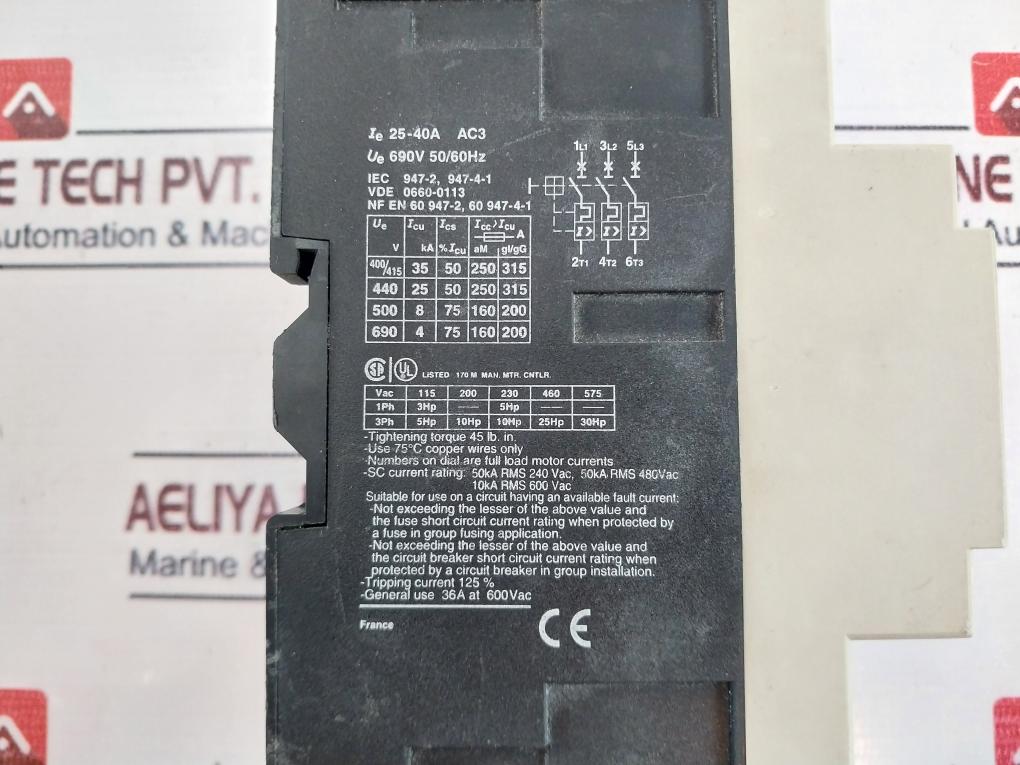 Ie 25-40A AC3
Ue 690V 50/60Hz
IEC 947-2, 947-4-1
VDE 0660-0113
NF EN 60 947-2, 60 947-4-1
Ue Icu Ics Icc>Icu
A
V kA %Icu aM gl/gG
400/415 35 50 250 315
440 25 50 250 315
500 8 75 160 200
690 4 75 160 200
1L1 3L2 5L3
I> I> I>
2T1 4T2 6T3
SP UL LISTED 170 M MAN. MTR. CNTLR.
Vac 115 200 230 460 575
1Ph 3Hp — 5Hp — —
3Ph 5Hp 10Hp 10Hp 25Hp 30Hp
-Tightening torque 45 lb. in.
-Use 75°C copper wires only
-Numbers on dial are full load motor currents
-SC current rating: 50kA RMS 240 Vac, 50kA RMS 480Vac
10kA RMS 600 Vac
Suitable for use on a circuit having an available fault current:
-Not exceeding the lesser of the above value and
the fuse short circuit current rating when protected by
a fuse in group fusing application.
-Not exceeding the lesser of the above value and
the circuit breaker short circuit current rating when
protected by a circuit breaker in group installation.
-Tripping current 125 %
-General use 36A at 600Vac
France
CE
TECH PVT.
utomation & Mac
AELIYA
Marine &
NE